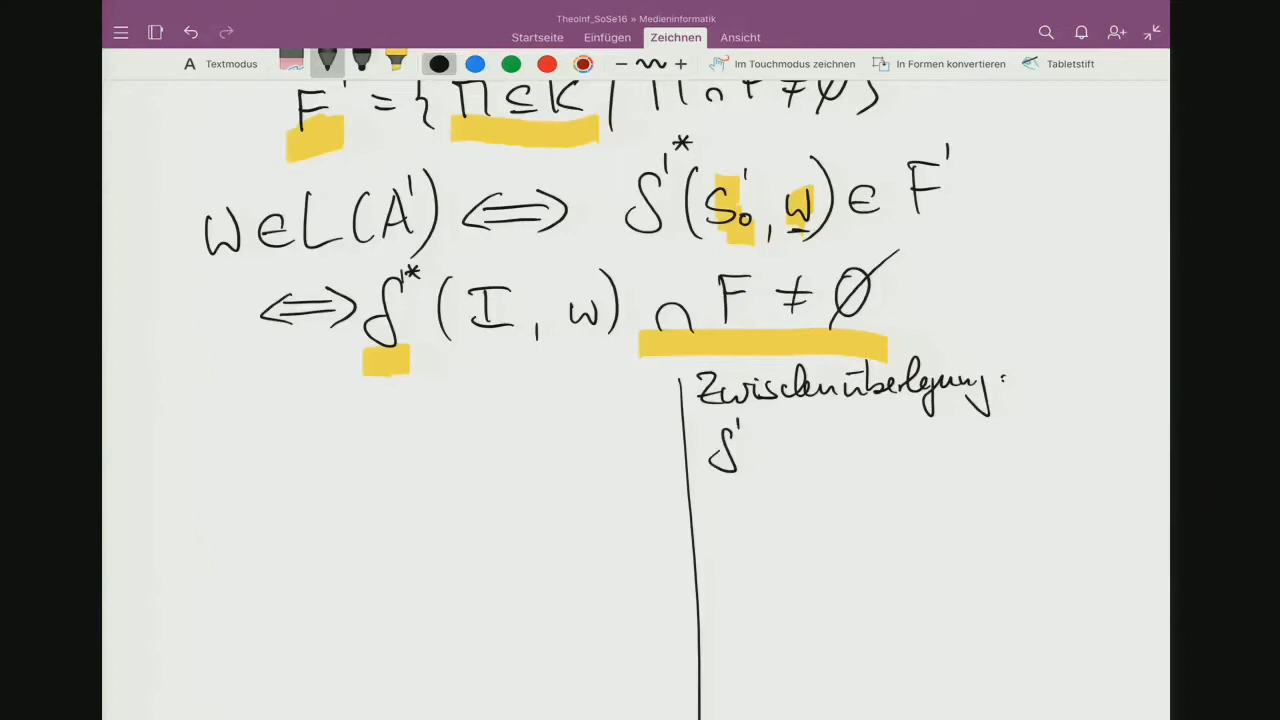 TheoInf_SoSe16 » Medieninformatik
Startseite Einfügen Zeichnen Ansicht
A Textmodus Im Touchmodus zeichnen In Formen konvertieren Tabletstift
F' = { M ⊆ K | M ∩ F ≠ ∅ }
w ∈ L(A') ⟺ δ'*(s₀', w) ∈ F'
⟺ δ'*(I, w) ∩ F ≠ ∅
Zwischenüberlegung:
δ'